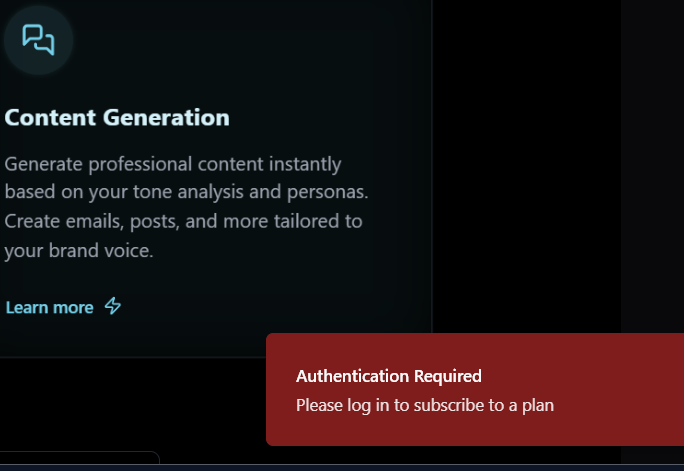 Content Generation
Generate professional content instantly
based on your tone analysis and personas.
Create emails, posts, and more tailored to
your brand voice.
Learn more
Authentication Required
Please log in to subscribe to a plan